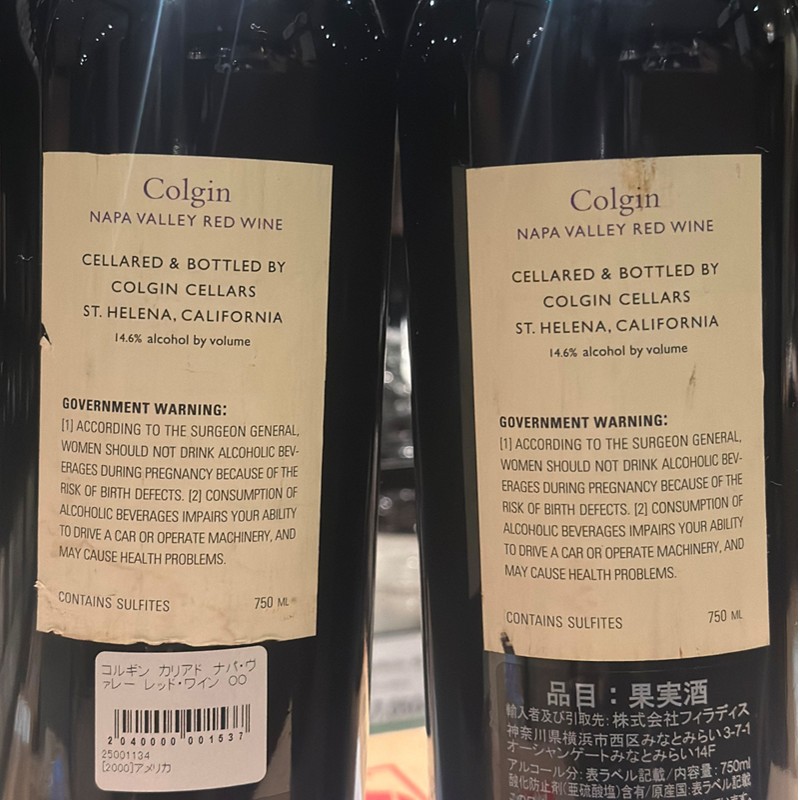 Colgin
NAPA VALLEY RED WINE
CELLARED & BOTTLED BY
COLGIN CELLARS
ST. HELENA, CALIFORNIA
14.6% alcohol by volume
GOVERNMENT WARNING:
[1] ACCORDING TO THE SURGEON GENERAL,
WOMEN SHOULD NOT DRINK ALCOHOLIC BEV-
ERAGES DURING PREGNANCY BECAUSE OF THE
RISK OF BIRTH DEFECTS. [2] CONSUMPTION OF
ALCOHOLIC BEVERAGES IMPAIRS YOUR ABILITY
TO DRIVE A CAR OR OPERATE MACHINERY, AND
MAY CAUSE HEALTH PROBLEMS.
CONTAINS SULFITES 750 ML
コルギン カリアド ナパ・ヴ
ァレー レッド・ワイン 00
2 040000 001537
25001134
[2000]アメリカ
Colgin
NAPA VALLEY RED WINE
CELLARED & BOTTLED BY
COLGIN CELLARS
ST. HELENA, CALIFORNIA
14.6% alcohol by volume
GOVERNMENT WARNING:
[1] ACCORDING TO THE SURGEON GENERAL,
WOMEN SHOULD NOT DRINK ALCOHOLIC BEV-
ERAGES DURING PREGNANCY BECAUSE OF THE
RISK OF BIRTH DEFECTS. [2] CONSUMPTION OF
ALCOHOLIC BEVERAGES IMPAIRS YOUR ABILITY
TO DRIVE A CAR OR OPERATE MACHINERY, AND
MAY CAUSE HEALTH PROBLEMS.
CONTAINS SULFITES 750 ML
品目：果実酒
輸入者及び引取先：株式会社フィラディス
神奈川県横浜市西区みなとみらい3-7-1
オーシャンゲートみなとみらい14F
アルコール分：表ラベル記載/内容量：750ml
酸化防止剤(亜硫酸塩)含有/原産国：表ラベル記載